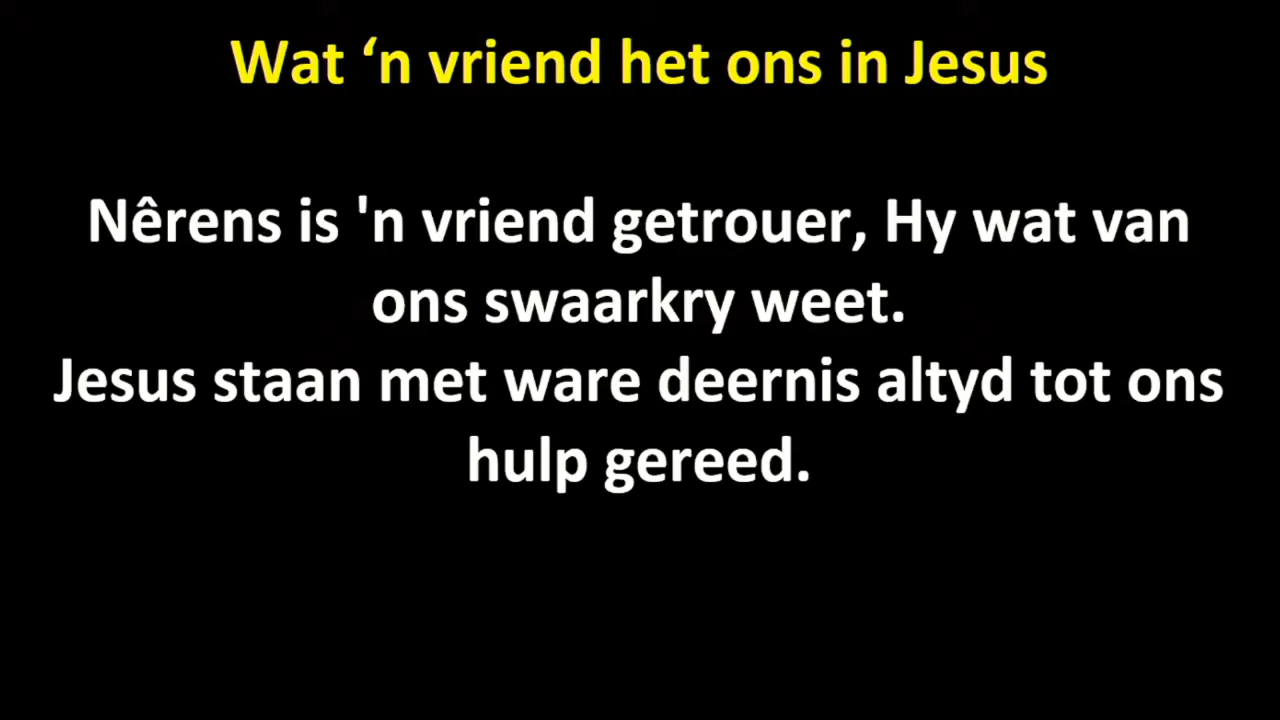 Wat ‘n vriend het ons in Jesus
Nêrens is 'n vriend getrouer, Hy wat van
ons swaarkry weet.
Jesus staan met ware deernis altyd tot ons
hulp gereed.